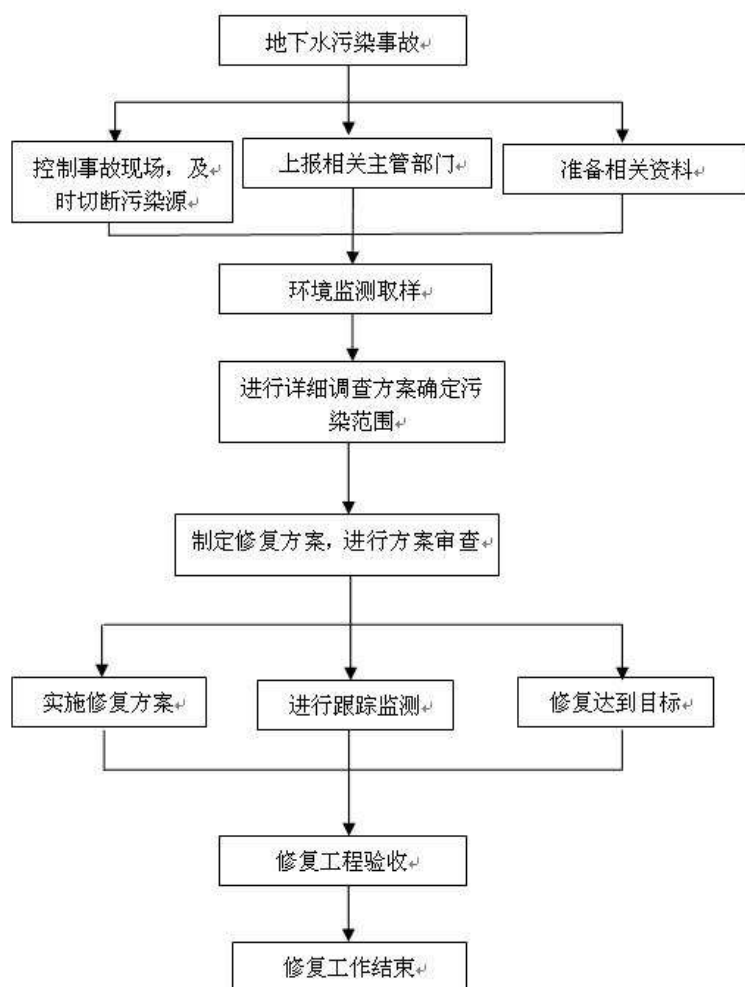 地下水污染事故
控制事故现场，及
时切断污染源
上报相关主管部门
准备相关资料
环境监测取样
进行详细调查方案确定污
染范围
制定修复方案，进行方案审查
实施修复方案
进行跟踪监测
修复达到目标
修复工程验收
修复工作结束